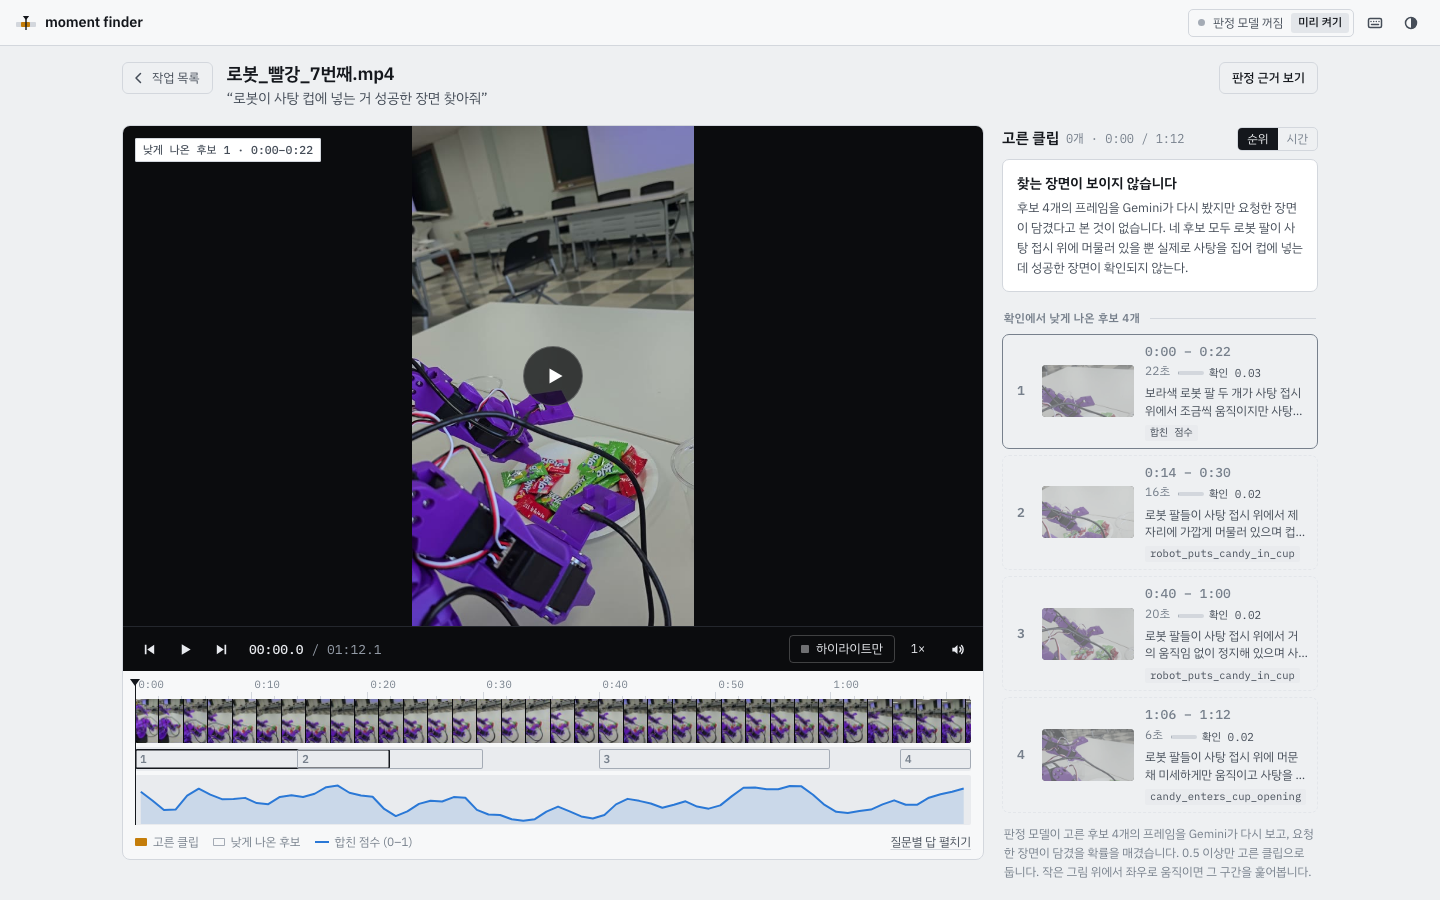 moment finder
판정 모델 꺼짐 미리 켜기
작업 목록
로봇_빨강_7번째.mp4
“로봇이 사탕 컵에 넣는 거 성공한 장면 찾아줘”
판정 근거 보기
낮게 나온 후보 1 · 0:00–0:22
00:00.0 / 01:12.1
하이라이트만
1×
0:00 0:10 0:20 0:30 0:40 0:50 1:00
1 2 3 4
고른 클립 낮게 나온 후보 합친 점수 (0–1)
질문별 답 펼치기
고른 클립 0개 · 0:00 / 1:12
순위 시간
찾는 장면이 보이지 않습니다
후보 4개의 프레임을 Gemini가 다시 봤지만 요청한 장면
이 담겼다고 본 것이 없습니다. 네 후보 모두 로봇 팔이 사
탕 접시 위에 머물러 있을 뿐 실제로 사탕을 집어 컵에 넣는
데 성공한 장면이 확인되지 않는다.
확인에서 낮게 나온 후보 4개
1
0:00 – 0:22
22초 확인 0.03
보라색 로봇 팔 두 개가 사탕 접시
위에서 조금씩 움직이지만 사탕…
합친 점수
2
0:14 – 0:30
16초 확인 0.02
로봇 팔들이 사탕 접시 위에서 제
자리에 가깝게 머물러 있으며 컵…
robot_puts_candy_in_cup
3
0:40 – 1:00
20초 확인 0.02
로봇 팔들이 사탕 접시 위에서 거
의 움직임 없이 정지해 있으며 사…
robot_puts_candy_in_cup
4
1:06 – 1:12
6초 확인 0.02
로봇 팔들이 사탕 접시 위에 머문
채 미세하게만 움직이고 사탕을 …
candy_enters_cup_opening
판정 모델이 고른 후보 4개의 프레임을 Gemini가 다시 보고, 요청
한 장면이 담겼을 확률을 매겼습니다. 0.5 이상만 고른 클립으로
둡니다. 작은 그림 위에서 좌우로 움직이면 그 구간을 훑어봅니다.